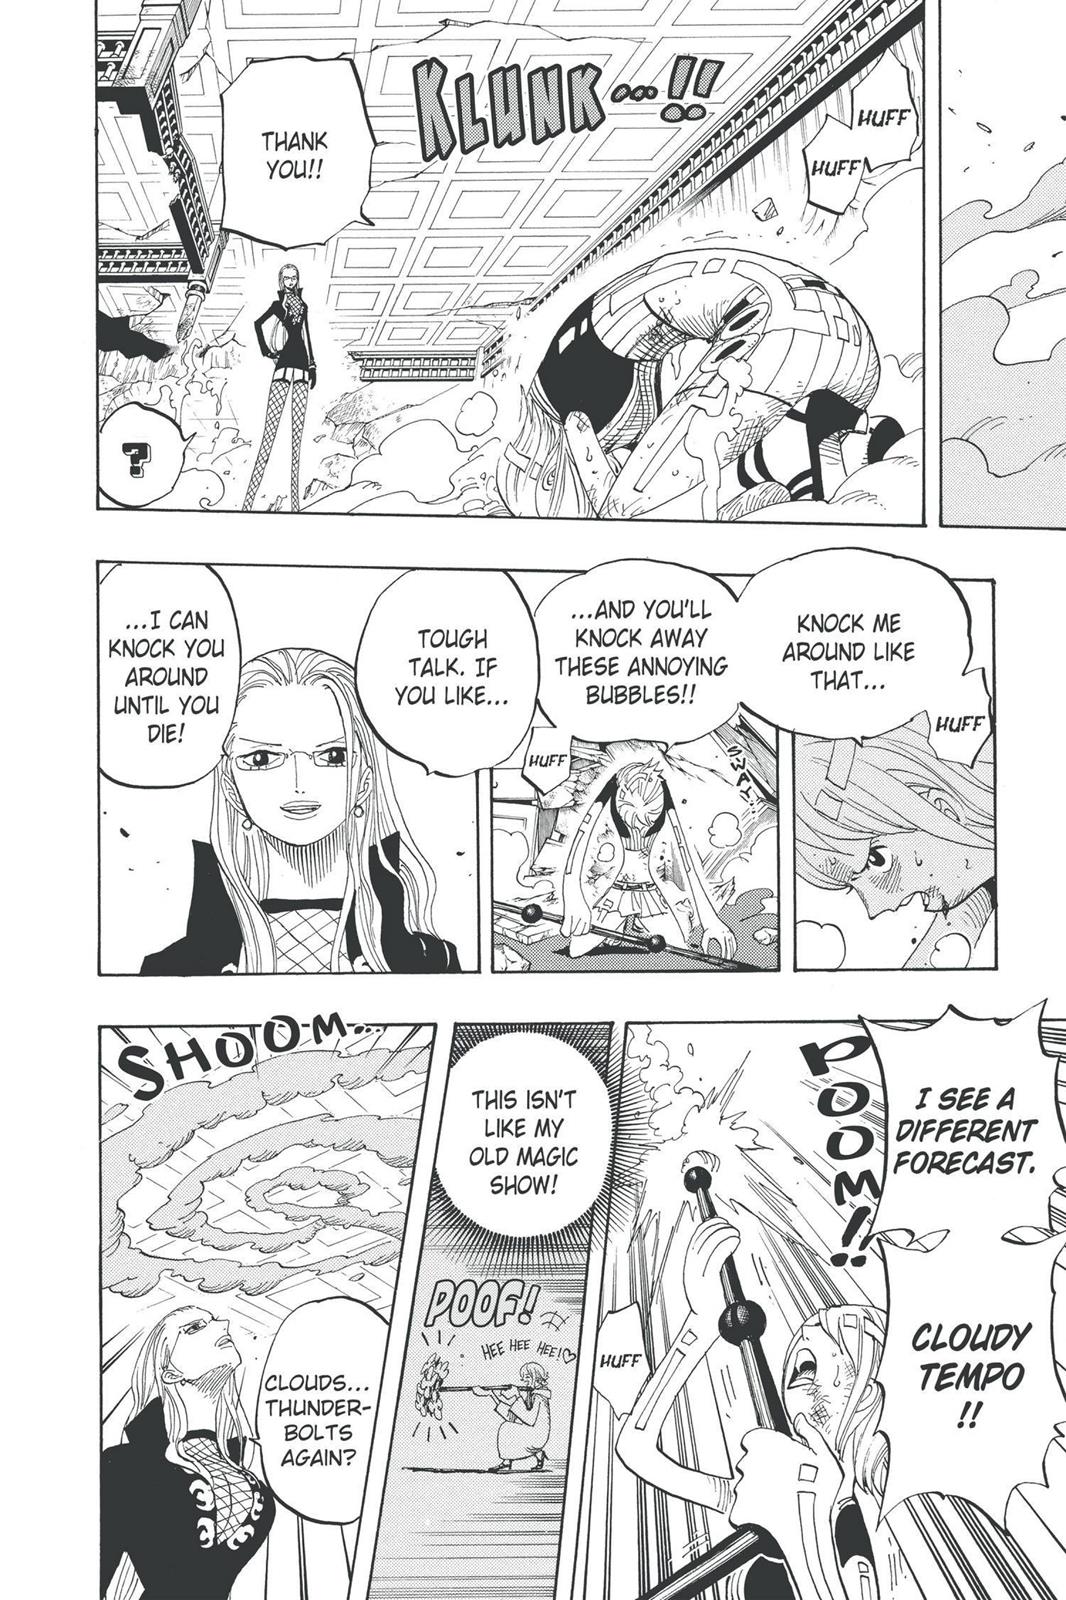 HUFF
HUFF
KLUNK...!!
THANK
YOU!!
?
KNOCK ME
AROUND LIKE
THAT...
HUFF
...AND YOU'LL
KNOCK AWAY
THESE ANNOYING
BUBBLES!!
HUFF
SWAY...
TOUGH
TALK. IF
YOU LIKE...
...I CAN
KNOCK YOU
AROUND
UNTIL YOU
DIE!
I SEE A
DIFFERENT
FORECAST.
POOM!!
CLOUDY
TEMPO
!!
HUFF
THIS ISN'T
LIKE MY
OLD MAGIC
SHOW!
POOF!
HEE HEE HEE!♡
SHOOM...
CLOUDS...
THUNDER-
BOLTS
AGAIN?